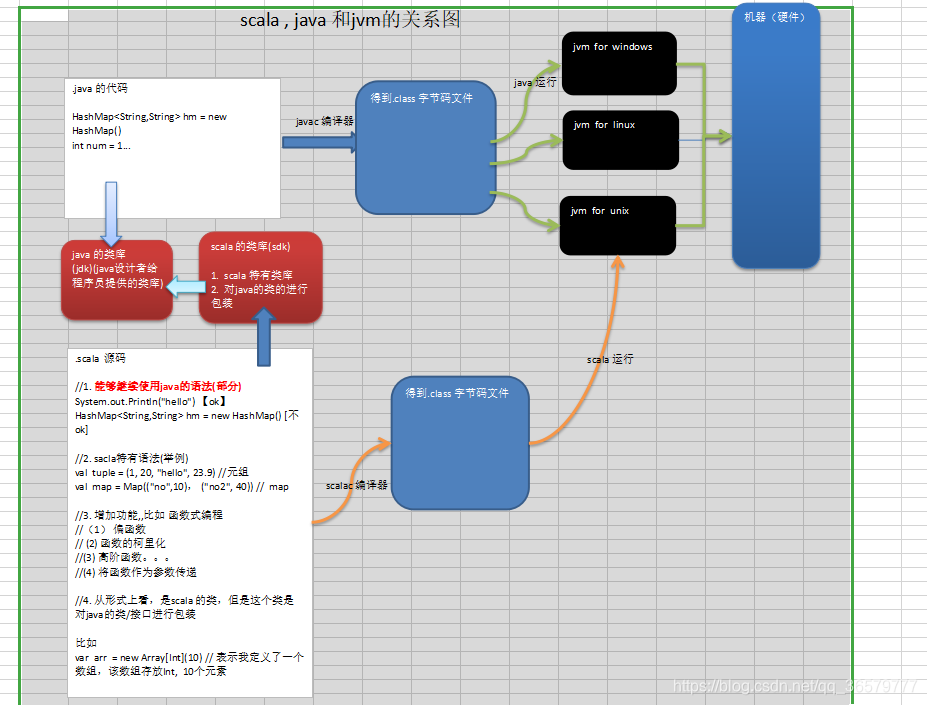 scala , java 和jvm的关系图
机器（硬件）
jvm for windows
.java 的代码
HashMap<String,String> hm = new
HashMap()
int num = 1...
javac 编译器
得到.class 字节码文件
java 运行
jvm for linux
jvm for unix
java 的类库
(jdk)(java设计者给
程序员提供的类库)
scala 的类库(sdk)
1. scala 特有类库
2. 对java的类的进行
包装
.scala 源码
//1. 能够继续使用java的语法(部分)
System.out.Println("hello") 【ok】
HashMap<String,String> hm = new HashMap() [不
ok]
//2. sacla特有语法(举例)
val tuple = (1, 20, "hello", 23.9) //元组
val map = Map(("no",10)， ("no2", 40)) // map
//3. 增加功能,,比如 函数式编程
//（1） 偏函数
// (2) 函数的柯里化
//(3) 高阶函数。。。
//(4) 将函数作为参数传递
//4. 从形式上看，是scala 的类，但是这个类是
对java的类/接口进行包装
比如
var arr = new Array[Int](10) // 表示我定义了一个
数组，该数组存放Int, 10个元素
scalac 编译器
得到.class 字节码文件
scala 运行
https://blog.csdn.net/qq_36579777